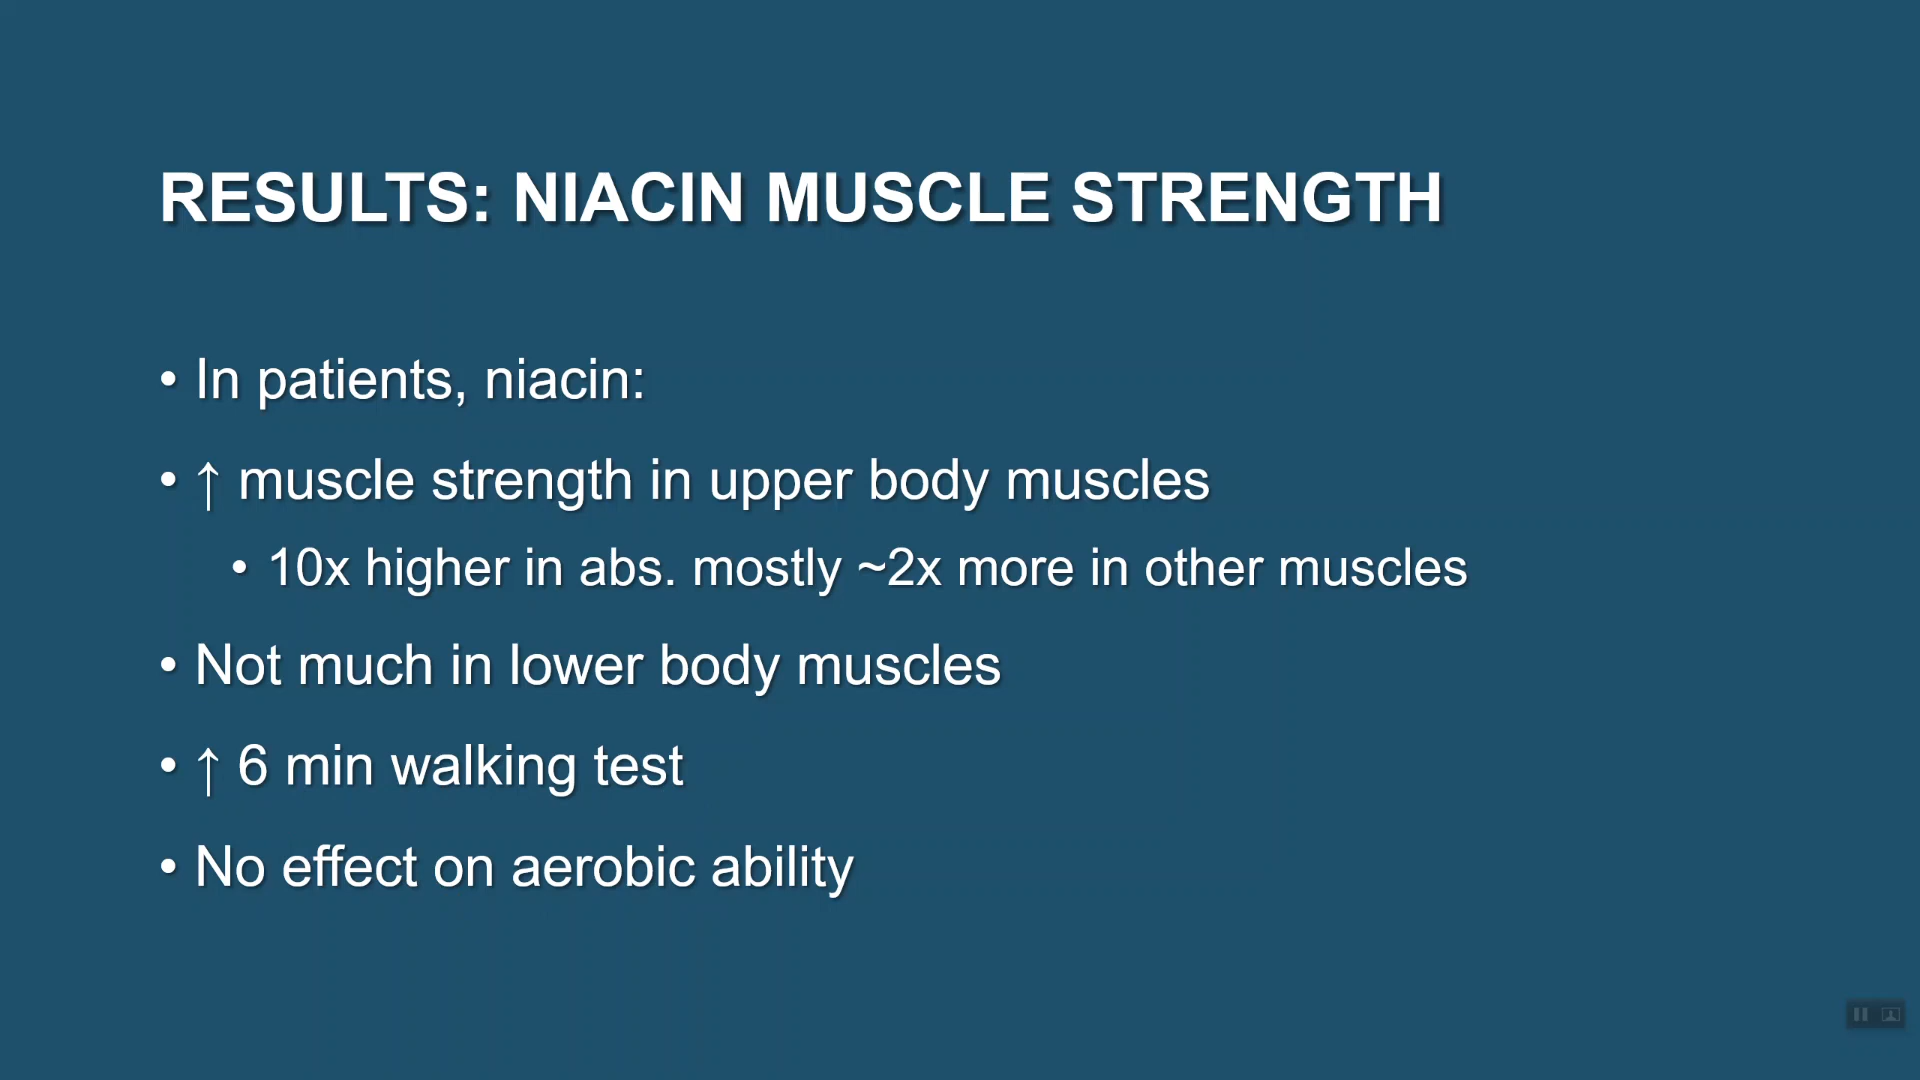 RESULTS: NIACIN MUSCLE STRENGTH
• In patients, niacin:
• ↑ muscle strength in upper body muscles
• 10x higher in abs. mostly ~2x more in other muscles
• Not much in lower body muscles
• ↑ 6 min walking test
• No effect on aerobic ability